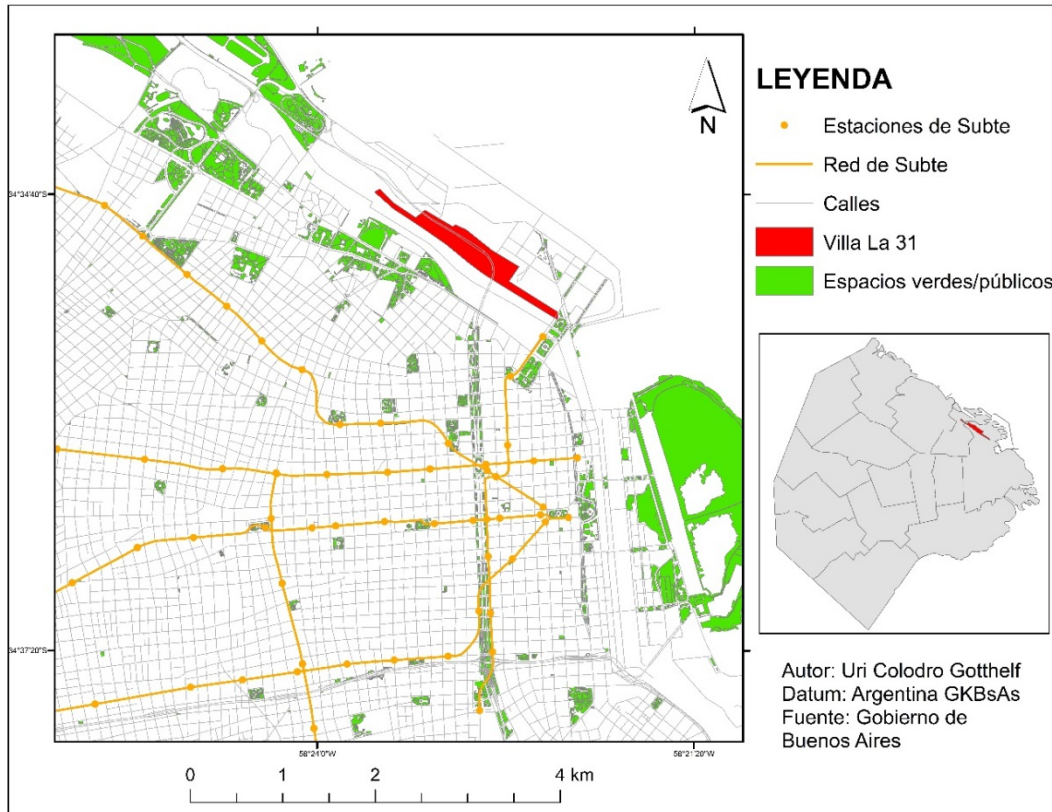 N
LEYENDA
Estaciones de Subte
Red de Subte
Calles
Villa La 31
Espacios verdes/públicos
34°34'40"S
34°37'20"S
58°24'0"W
58°21'20"W
0 1 2 4 km
Autor: Uri Colodro Gotthelf
Datum: Argentina GKBsAs
Fuente: Gobierno de
Buenos Aires